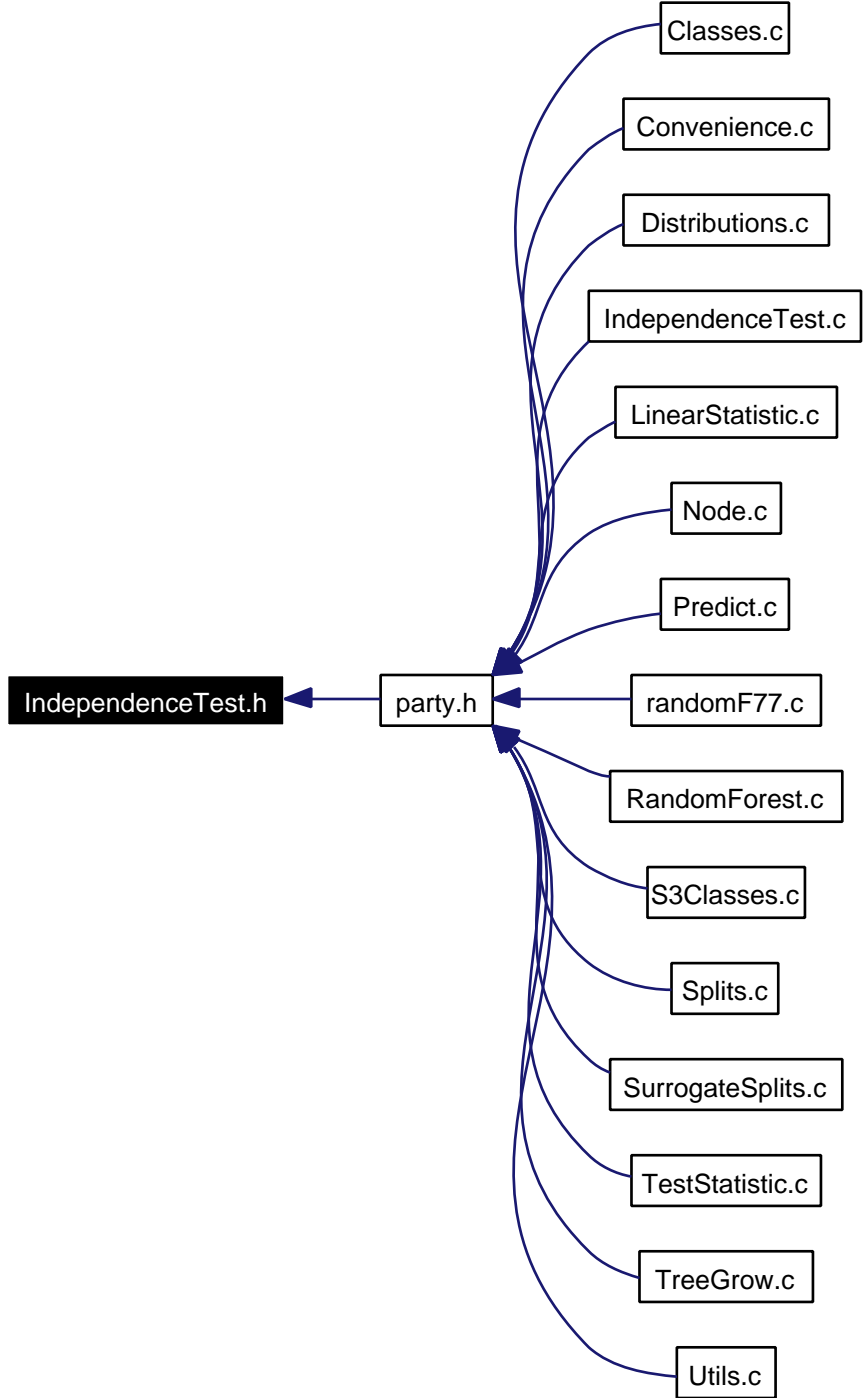 Classes.c
Convenience.c
Distributions.c
IndependenceTest.c
LinearStatistic.c
Node.c
Predict.c
IndependenceTest.h
party.h
randomF77.c
RandomForest.c
S3Classes.c
Splits.c
SurrogateSplits.c
TestStatistic.c
TreeGrow.c
Utils.c